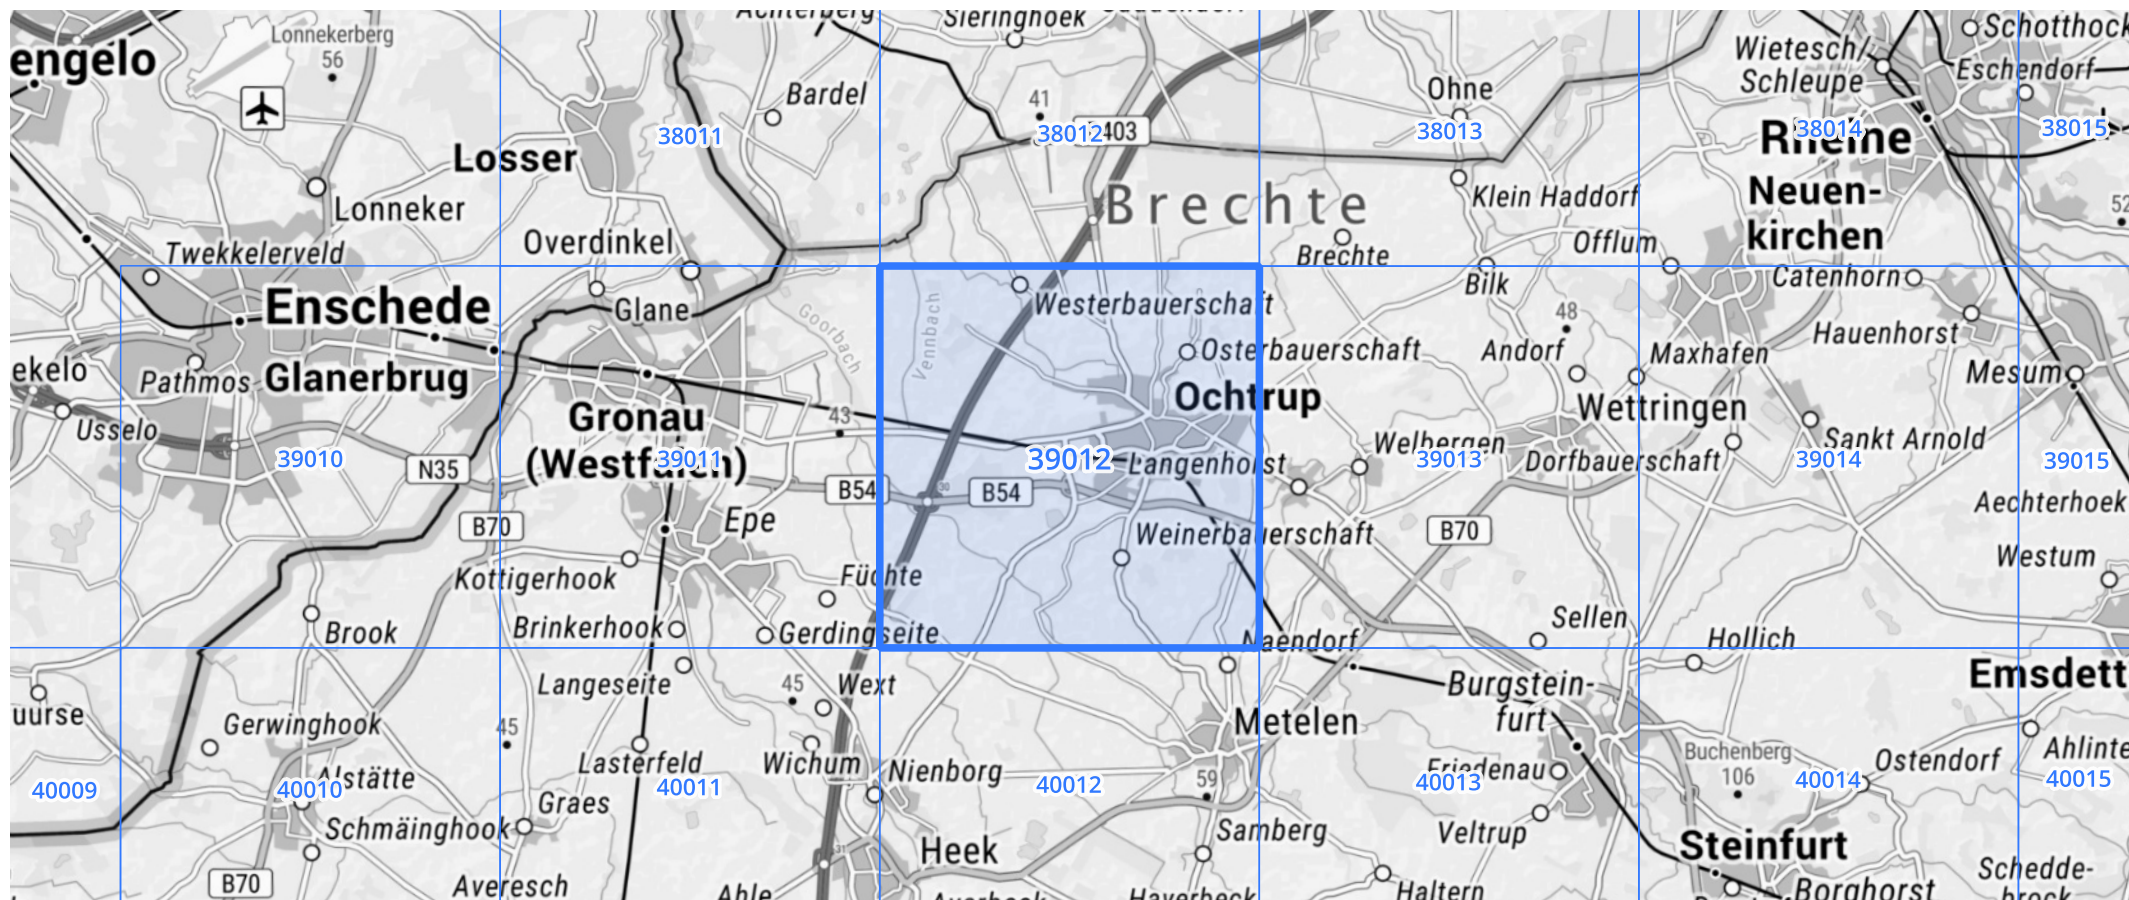 Sieringhoek
Lonnekerberg
56
engelo
Bardel
41
Ohne
Wietesch/
Schleupe
Schotthock
Eschendorf
38011
38012
403
38013
38014
38015
Rheine
Losser
Lonneker
Brechte
Klein Haddorf
Neuen-
kirchen
52
Twekkelerveld
Overdinkel
Brechte
Offlum
Bilk
Catenhorn
Enschede
Glane
Goorbach
Vennbach
Westerbauerschaft
48
Hauenhorst
ekelo
Pathmos
Glanerbrug
Osterbauerschaft
Andorf
Maxhafen
Mesum
Usselo
Gronau
(Westfalen)
43
Ochtrup
Wettringen
Welbergen
Sankt Arnold
39010
N35
39011
39012
Langenhorst
39013
Dorfbauerschaft
39014
39015
B54
30
B54
Aechterhoek
B70
Epe
Weinerbauerschaft
B70
Westum
Kottigerhook
Füchte
Brook
Brinkerhook
Gerdingseite
Naendorf
Sellen
Hollich
Langeseite
45
Wext
Burgstein-
furt
Emsdett
uurse
Gerwinghook
45
Metelen
Lasterfeld
Wichum
Nienborg
Friedenau
Buchenberg
106
Ostendorf
Ahlinte
40009
40010
Alstätte
40011
40012
59
40013
40014
40015
Graes
Schmäinghook
Samberg
Veltrup
31
Heek
Steinfurt
B70
Averesch
Ahle
Haltern
Borghorst
Schedde-
brock